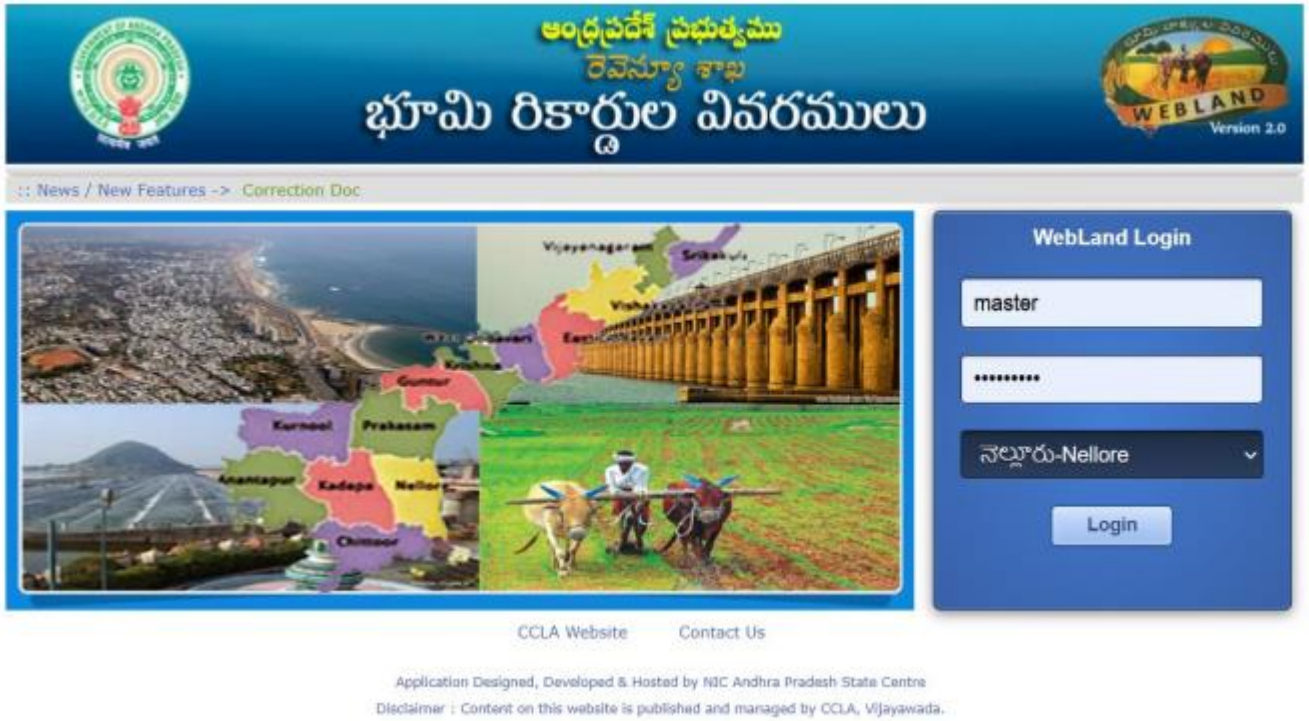 ఆంధ్రప్రదేశ్ ప్రభుత్వము
రెవెన్యూ శాఖ
భూమి రికార్డుల వివరములు
WEBLAND
Version 2.0
:: News / New Features -> Correction Doc
Vijayanagaram
Guntur
Krishna
Kurnool
Prakasam
Anantapur
Kadapa
Nellore
Chittoor
WebLand Login
master
•••••••••
నెల్లూరు-Nellore
Login
CCLA Website
Contact Us
Application Designed, Developed & Hosted by NIC Andhra Pradesh State Centre
Disclaimer : Content on this website is published and managed by CCLA, Vijayawada.